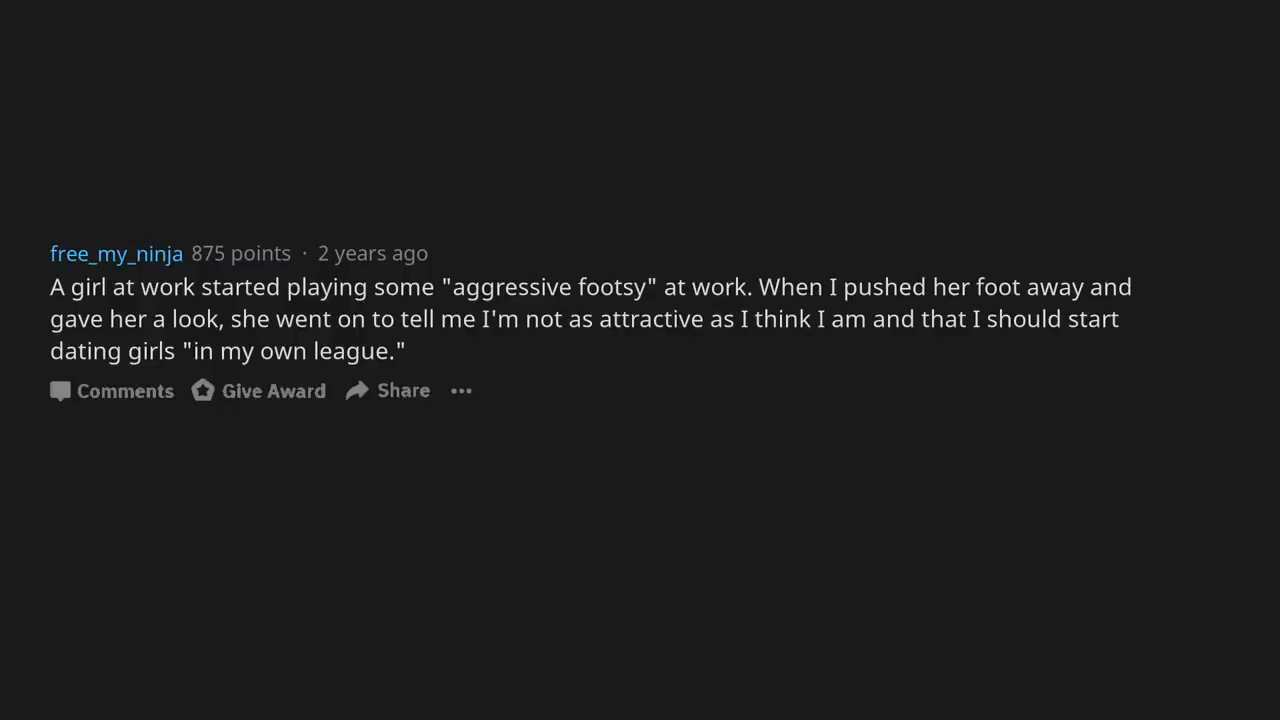 free_my_ninja 875 points · 2 years ago
A girl at work started playing some "aggressive footsy" at work. When I pushed her foot away and
gave her a look, she went on to tell me I'm not as attractive as I think I am and that I should start
dating girls "in my own league."
Comments Give Award Share ···